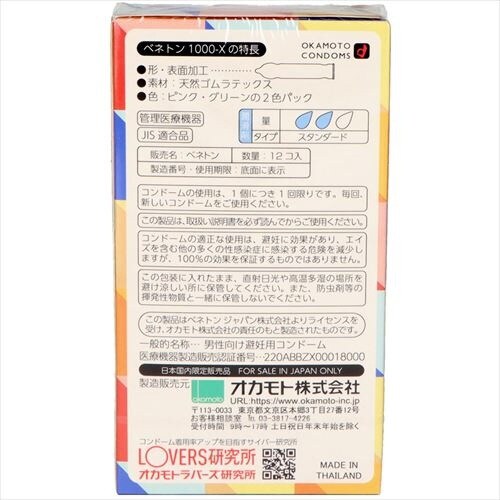 ベネトン 1000-Xの特長
OKAMOTO
CONDOMS
●形・表面加工
●素材：天然ゴムラテックス
●色：ピンク・グリーンの2色パック
管理医療機器
JIS適合品
潤滑剤
量
タイプ
スタンダード
販売名：ベネトン
数量：12コ入
製造番号・使用期限：底面に表示
コンドームの使用は、1個につき1回限りです。毎回、
新しいコンドームをご使用ください。
この製品は、取扱い説明書を必ず読んでからご使用ください。
コンドームの適正な使用は、避妊に効果があり、エイ
ズを含む他の多くの性感染症に感染する危険を減少し
ますが、100%の効果を保証するものではありません。
この包装に入れたまま、直射日光や高温多湿の場所を
避け涼しい所に保管してください。また、防虫剤等の
揮発性物質と一緒に保管しないでください。
この製品はベネトン ジャパン株式会社よりライセンスを
受け、オカモト株式会社の責任のもと製造されたものです。
一般的名称…男性向け避妊用コンドーム
医療機器製造販売認証番号…220ABBZX00018000
日本国内限定販売品 FOR SALE IN JAPAN ONLY
製造販売元
okamoto
オカモト株式会社
URL:https://www.okamoto-inc.jp
〒113-0033 東京都文京区本郷3丁目27番12号
お客様相談室 03-3817-4226
受付時間 9時〜17時 土日祝日年末年始を除く
コンドーム着用率アップを目指すサイバー研究所
LOVERS研究所
オカモトラバーズ研究所
MADE IN
THAILAND